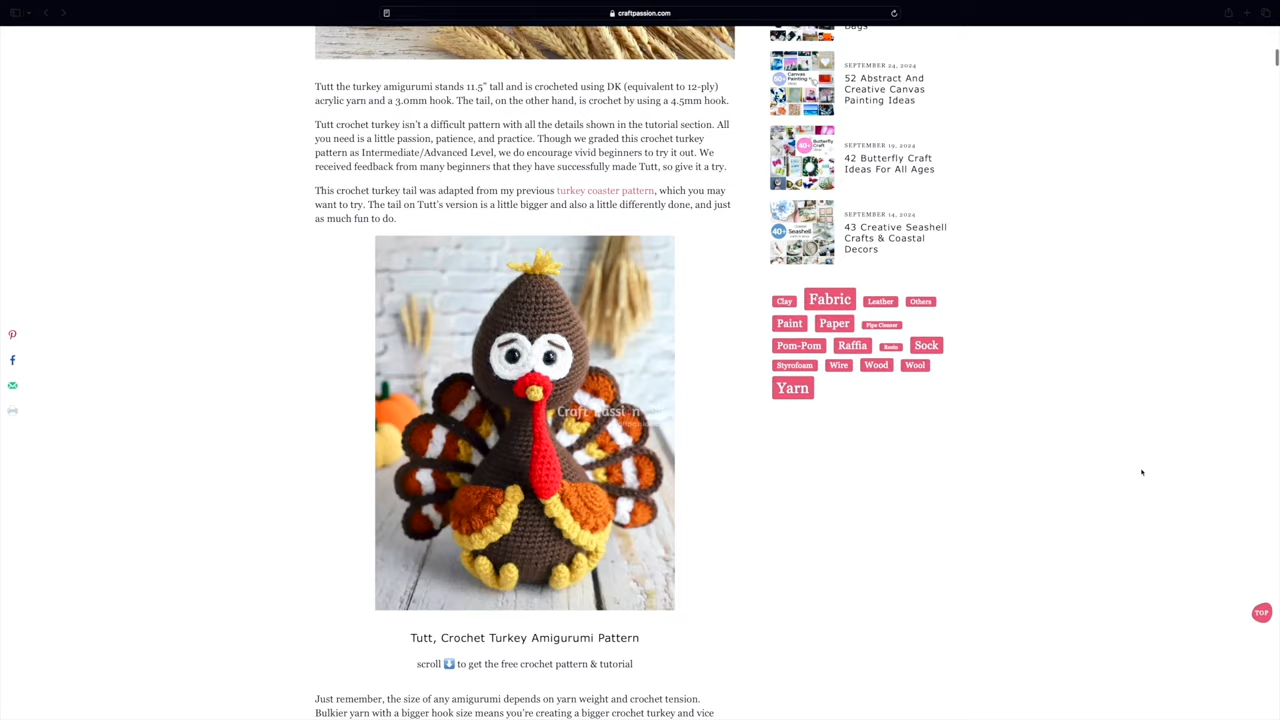 craftpassion.com
Bags
SEPTEMBER 24, 2024
52 Abstract And
Creative Canvas
Painting Ideas
SEPTEMBER 19, 2024
42 Butterfly Craft
Ideas For All Ages
SEPTEMBER 14, 2024
43 Creative Seashell
Crafts & Coastal
Decors
Clay Fabric Leather Others
Paint Paper Pipe Cleaner
Pom-Pom Raffia Resin Sock
Styrofoam Wire Wood Wool
Yarn
Tutt the turkey amigurumi stands 11.5” tall and is crocheted using DK (equivalent to 12-ply)
acrylic yarn and a 3.0mm hook. The tail, on the other hand, is crochet by using a 4.5mm hook.
Tutt crochet turkey isn’t a difficult pattern with all the details shown in the tutorial section. All
you need is a little passion, patience, and practice. Though we graded this crochet turkey
pattern as Intermediate/Advanced Level, we do encourage vivid beginners to try it out. We
received feedback from many beginners that they have successfully made Tutt, so give it a try.
This crochet turkey tail was adapted from my previous turkey coaster pattern, which you may
want to try. The tail on Tutt’s version is a little bigger and also a little differently done, and just
as much fun to do.
Tutt, Crochet Turkey Amigurumi Pattern
scroll ⬇️ to get the free crochet pattern & tutorial
Just remember, the size of any amigurumi depends on yarn weight and crochet tension.
Bulkier yarn with a bigger hook size means you’re creating a bigger crochet turkey and vice
TOP